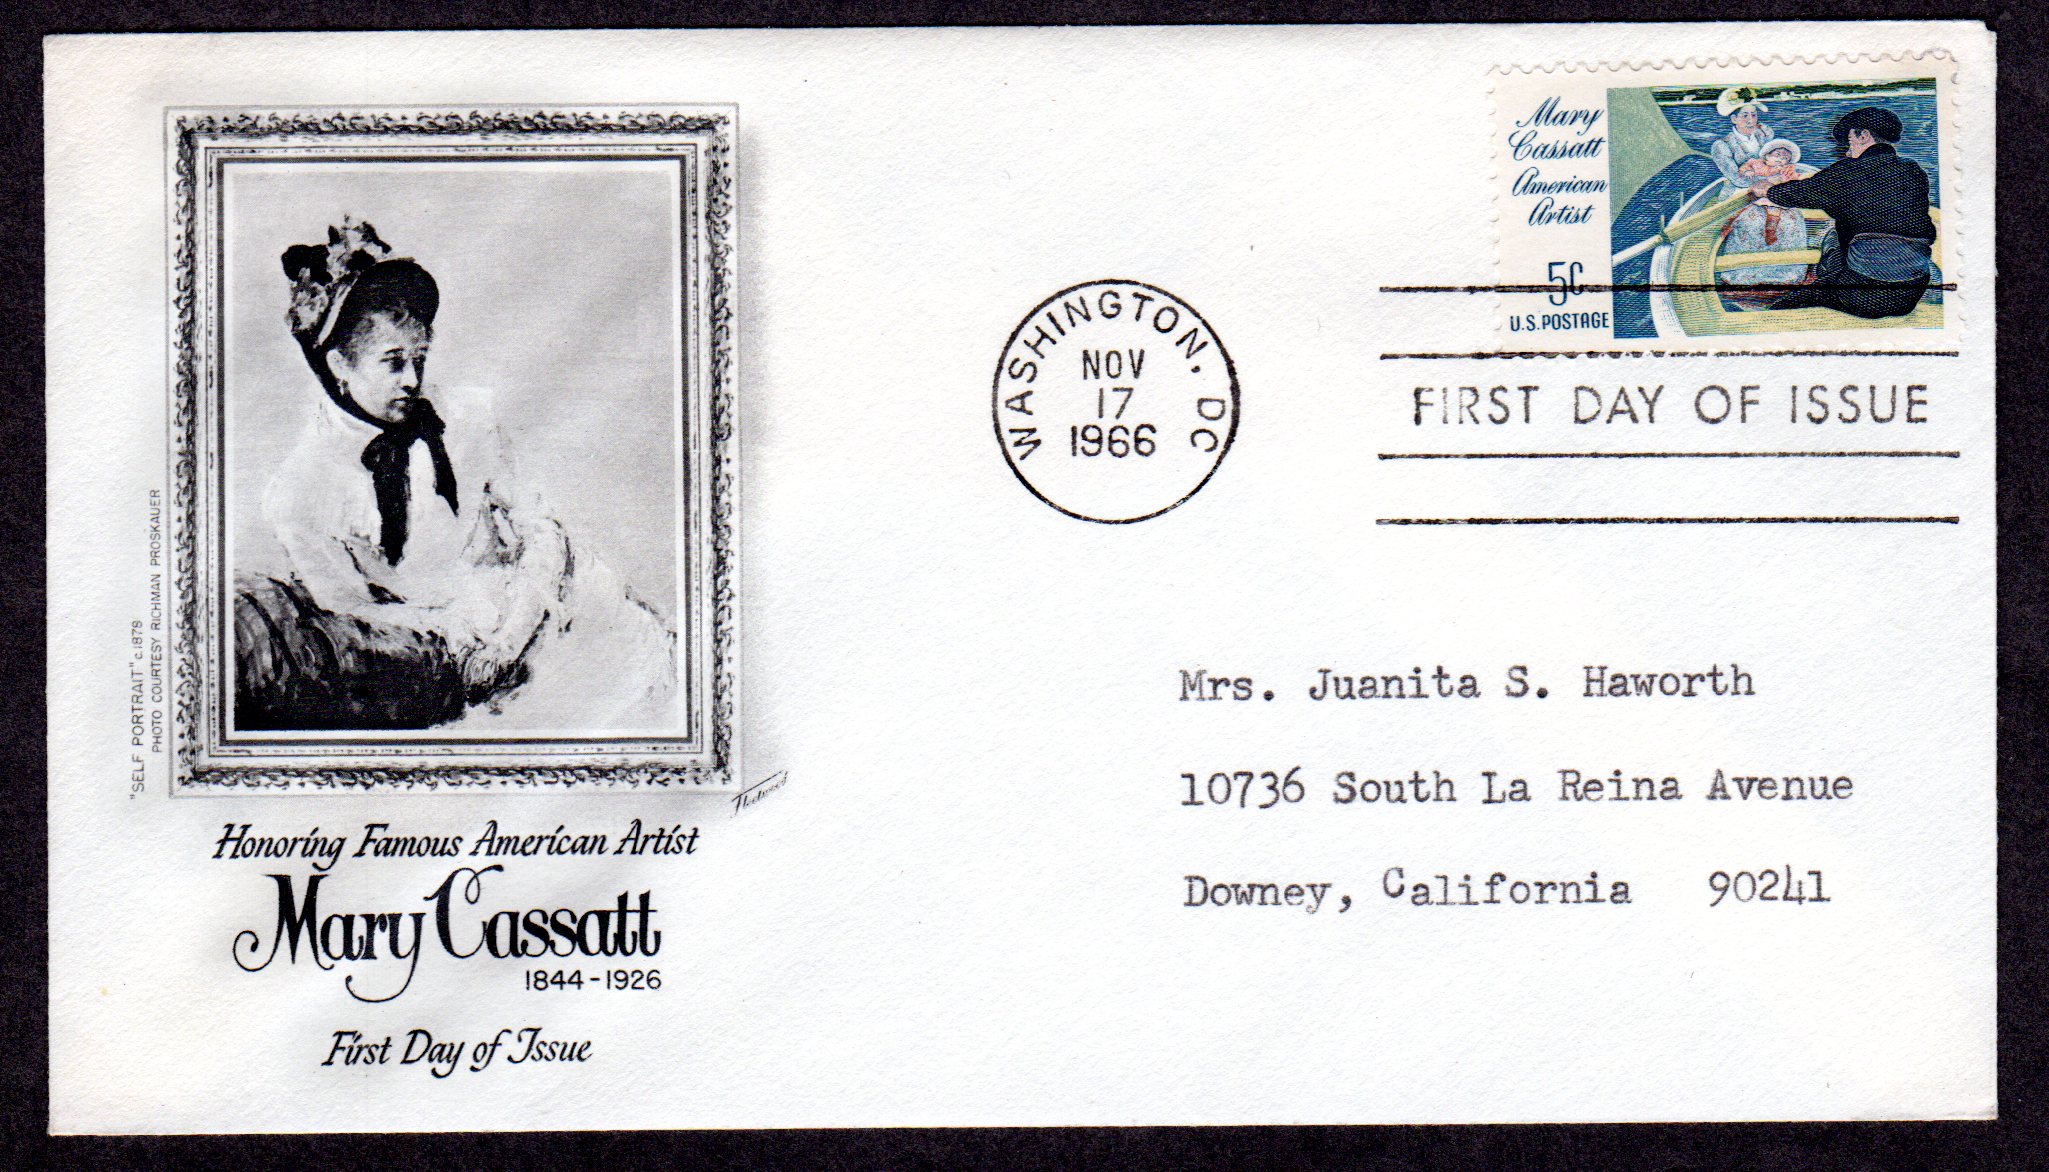 "SELF PORTRAIT" c.1878
PHOTO COURTESY RICHMAN PROSKAUER
Fleetwood
Honoring Famous American Artist
Mary Cassatt
1844-1926
First Day of Issue
WASHINGTON, DC
NOV
17
1966
Mary
Cassatt
American
Artist
5c
U.S. POSTAGE
FIRST DAY OF ISSUE
Mrs. Juanita S. Haworth
10736 South La Reina Avenue
Downey, California 90241